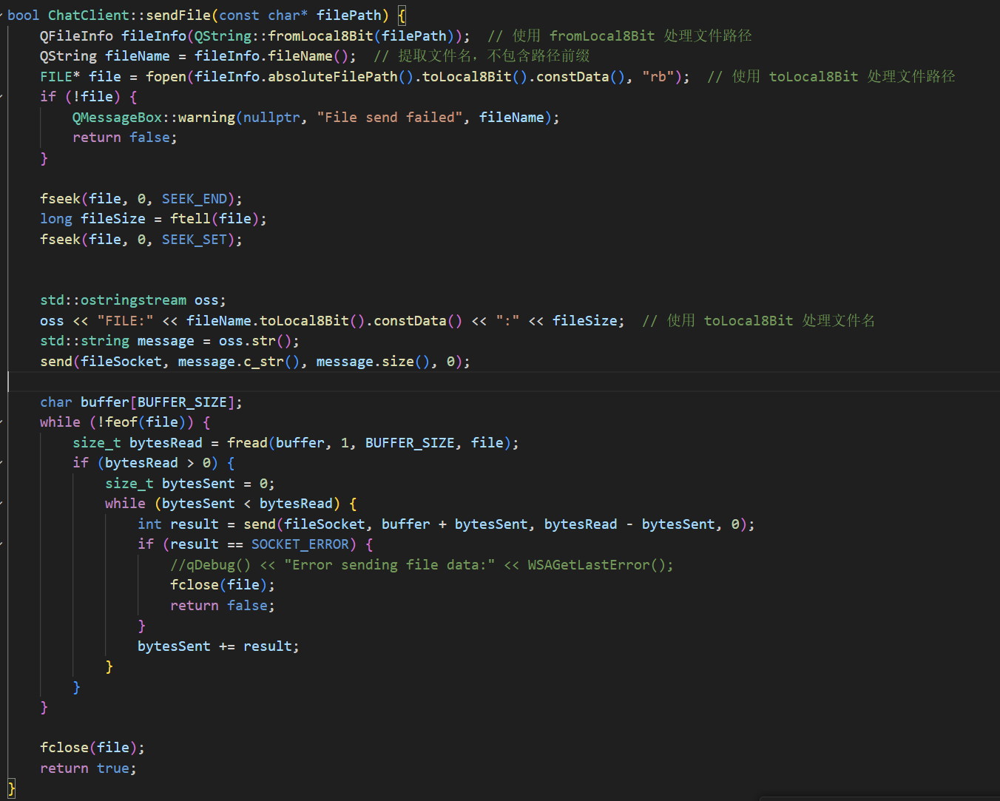 bool ChatClient::sendFile(const char* filePath) {
    QFileInfo fileInfo(QString::fromLocal8Bit(filePath));  // 使用 fromLocal8Bit 处理文件路径
    QString fileName = fileInfo.fileName();  // 提取文件名，不包含路径前缀
    FILE* file = fopen(fileInfo.absoluteFilePath().toLocal8Bit().constData(), "rb");  // 使用 toLocal8Bit 处理文件路径
    if (!file) {
        QMessageBox::warning(nullptr, "File send failed", fileName);
        return false;
    }

    fseek(file, 0, SEEK_END);
    long fileSize = ftell(file);
    fseek(file, 0, SEEK_SET);

    std::ostringstream oss;
    oss << "FILE:" << fileName.toLocal8Bit().constData() << ":" << fileSize;  // 使用 toLocal8Bit 处理文件名
    std::string message = oss.str();
    send(fileSocket, message.c_str(), message.size(), 0);

    char buffer[BUFFER_SIZE];
    while (!feof(file)) {
        size_t bytesRead = fread(buffer, 1, BUFFER_SIZE, file);
        if (bytesRead > 0) {
            size_t bytesSent = 0;
            while (bytesSent < bytesRead) {
                int result = send(fileSocket, buffer + bytesSent, bytesRead - bytesSent, 0);
                if (result == SOCKET_ERROR) {
                    //qDebug() << "Error sending file data:" << WSAGetLastError();
                    fclose(file);
                    return false;
                }
                bytesSent += result;
            }
        }
    }

    fclose(file);
    return true;
}